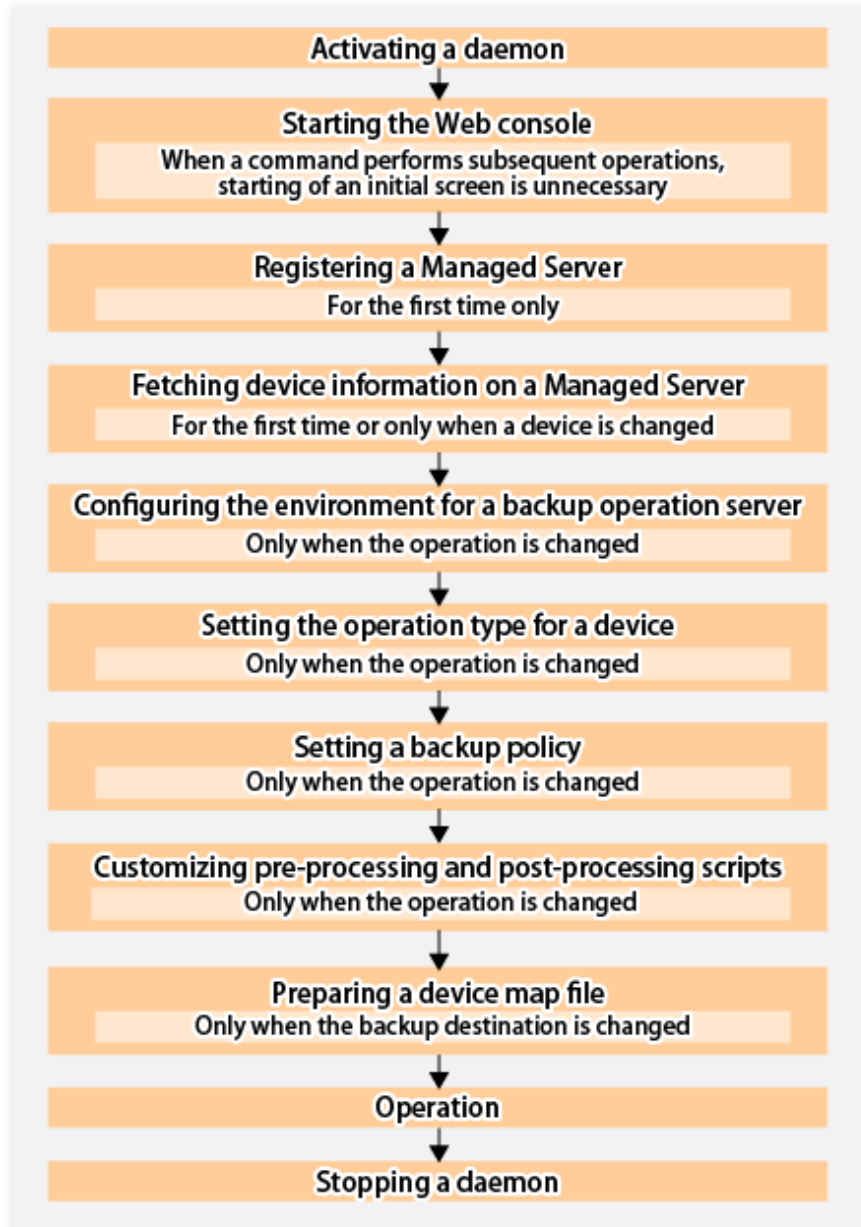 Activating a daemon
Starting the Web console
When a command performs subsequent operations,
starting of an initial screen is unnecessary
Registering a Managed Server
For the first time only
Fetching device information on a Managed Server
For the first time or only when a device is changed
Configuring the environment for a backup operation server
Only when the operation is changed
Setting the operation type for a device
Only when the operation is changed
Setting a backup policy
Only when the operation is changed
Customizing pre-processing and post-processing scripts
Only when the operation is changed
Preparing a device map file
Only when the backup destination is changed
Operation
Stopping a daemon